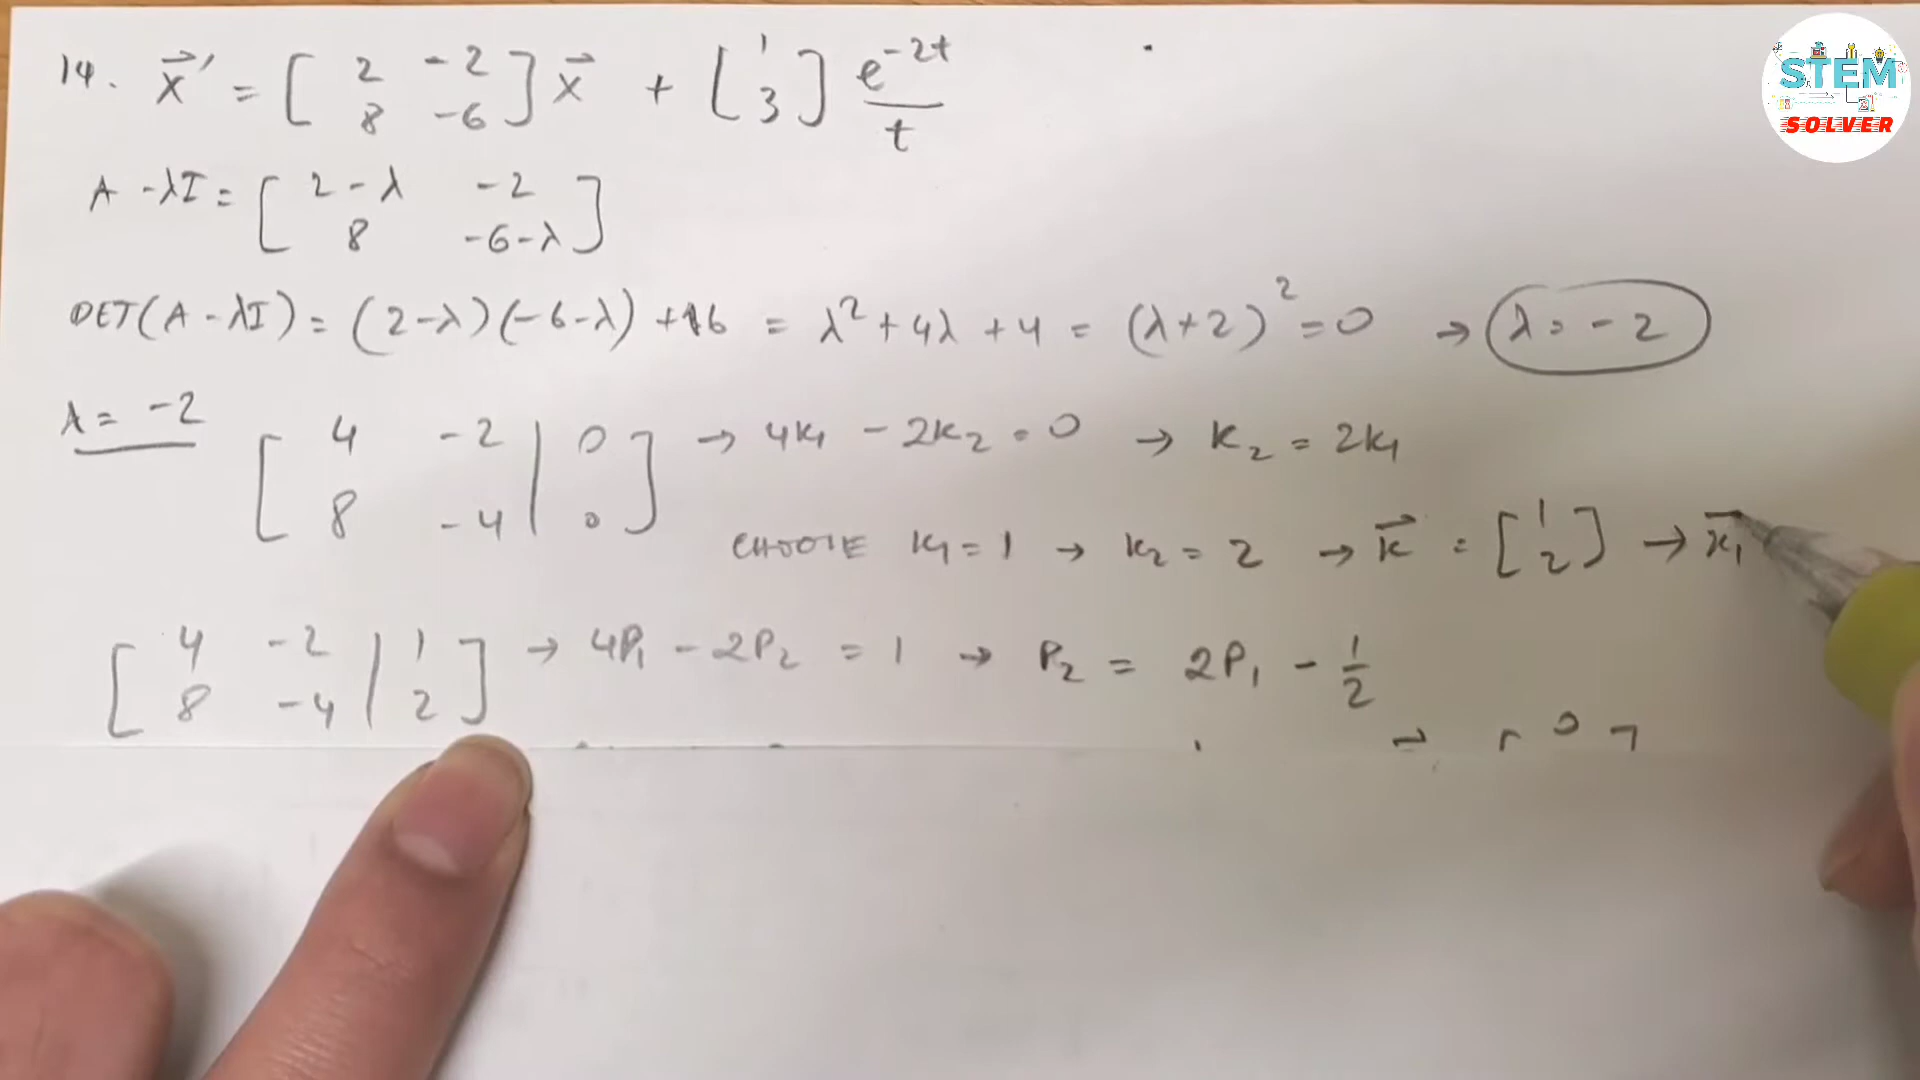 STEM
SOLVER
14. x⃗′ = [2 -2; 8 -6] x⃗ + [1; 3] e^{-2t}/t
A - λI = [2-λ -2; 8 -6-λ]
DET(A - λI) = (2-λ)(-6-λ) + 16 = λ² + 4λ + 4 = (λ+2)² = 0 → λ = -2
λ = -2
[4 -2 | 0; 8 -4 | 0] → 4k₁ - 2k₂ = 0 → k₂ = 2k₁
CHOOSE k₁ = 1 → k₂ = 2 → k⃗ = [1; 2] → x⃗₁
[4 -2 | 1; 8 -4 | 2] → 4P₁ - 2P₂ = 1 → P₂ = 2P₁ - 1/2